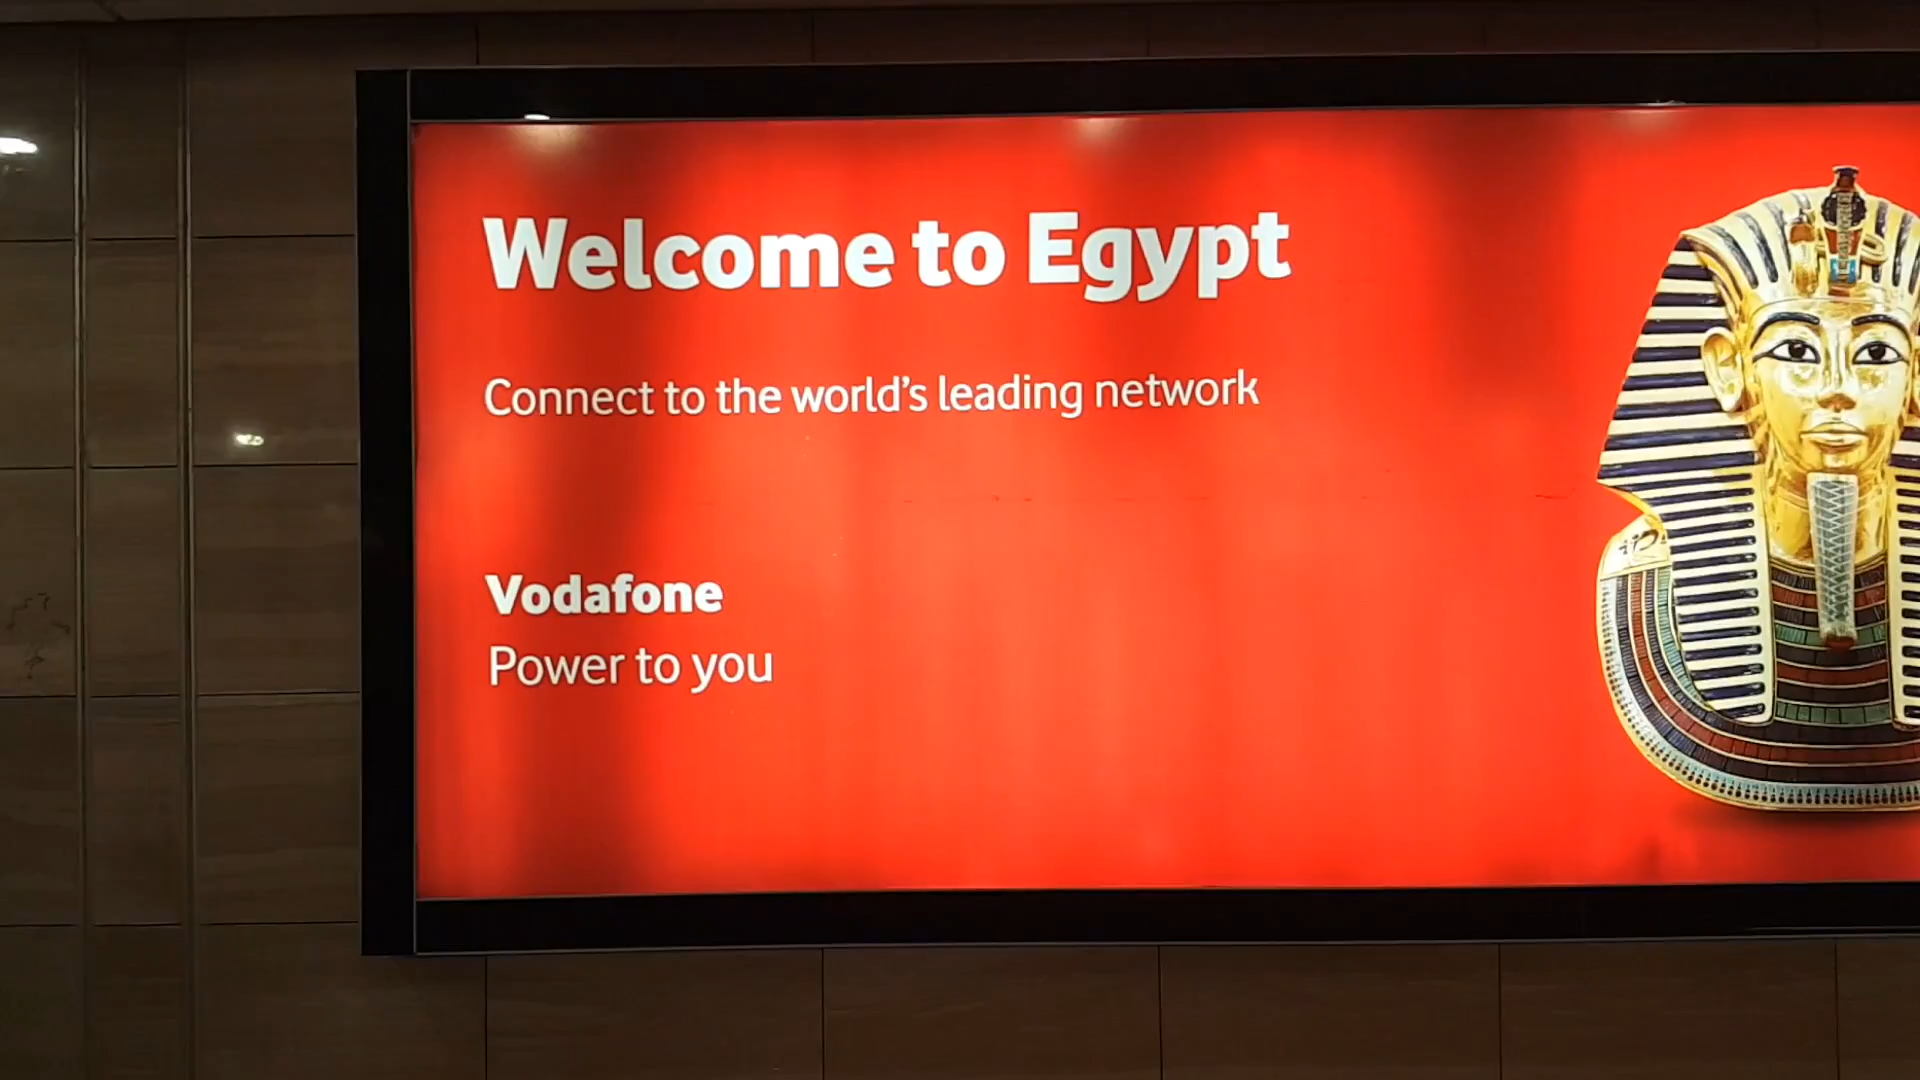 Welcome to Egypt
Connect to the world's leading network
Vodafone
Power to you